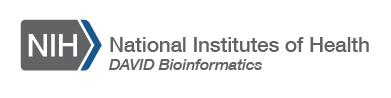 NIH
National Institutes of Health
DAVID Bioinformatics